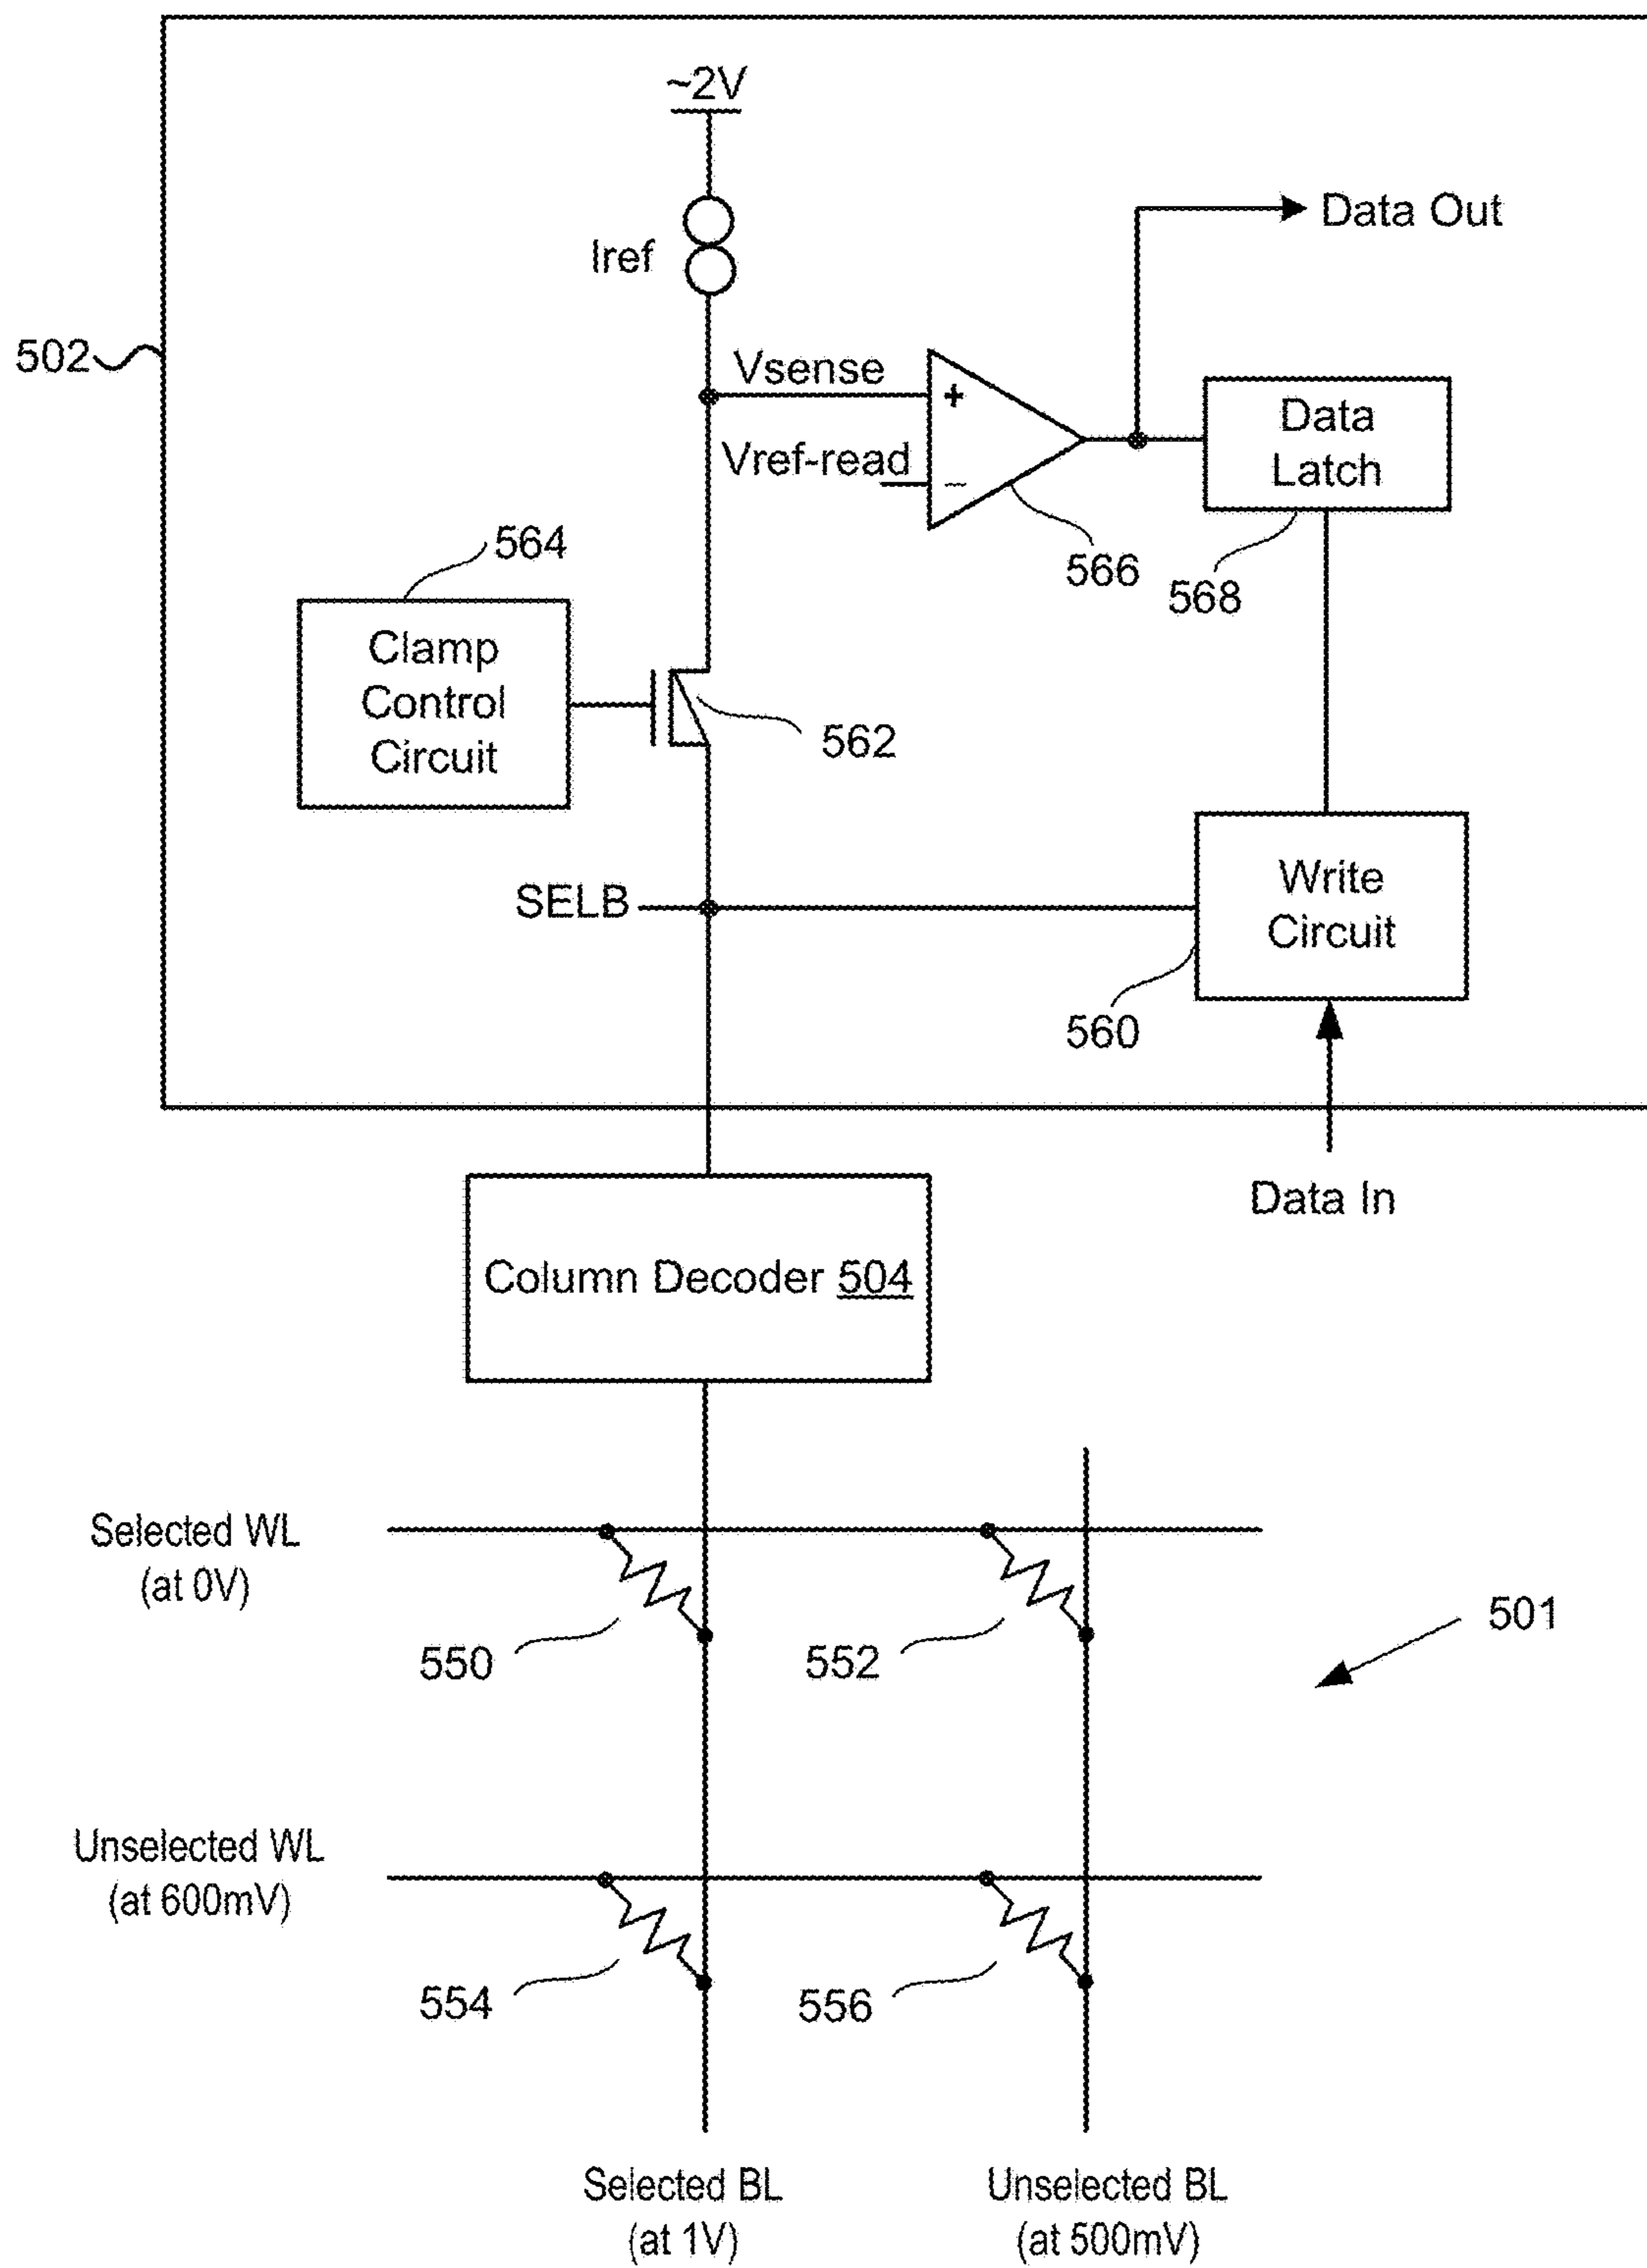 ~2V
Data Out
Iref
502
Vsense
+
Vref-read
−
Data
Latch
564
566
568
Clamp
Control
Circuit
562
SELB
Write
Circuit
560
Data In
Column Decoder 504
Selected WL
(at 0V)
550
552
501
Unselected WL
(at 600mV)
554
556
Selected BL
(at 1V)
Unselected BL
(at 500mV)